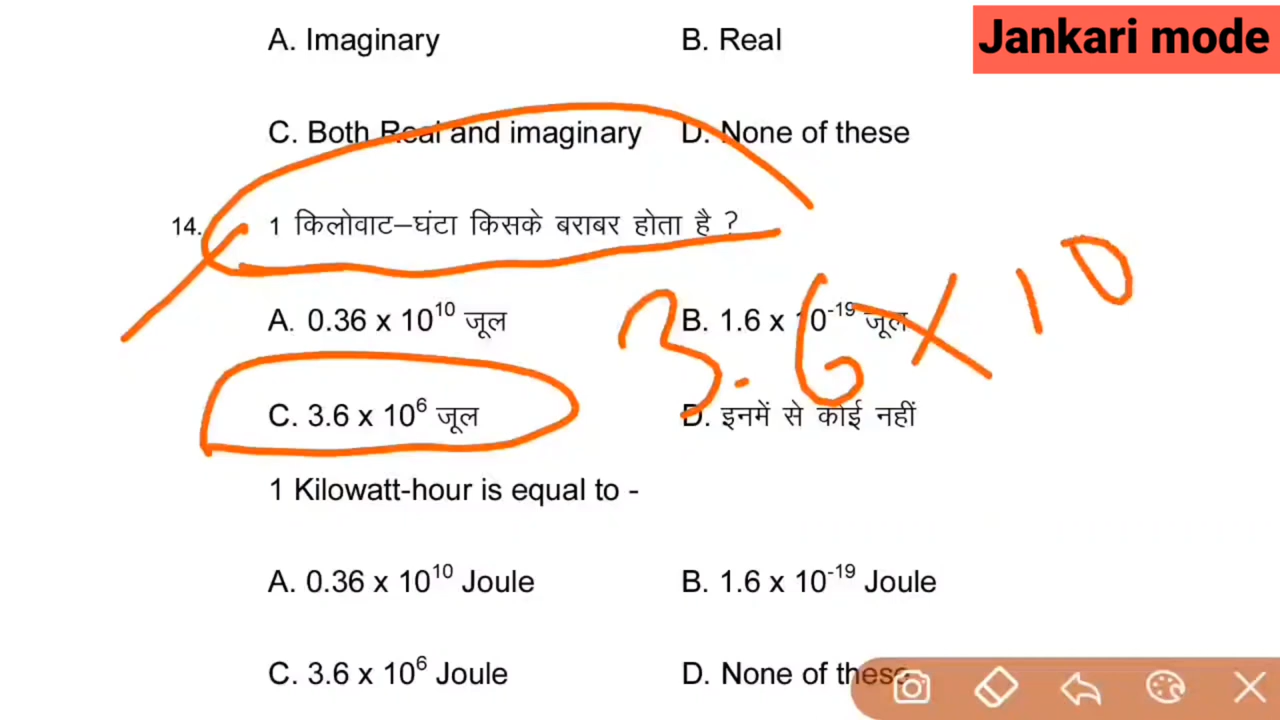 Jankari mode
A. Imaginary B. Real
C. Both Real and imaginary D. None of these
14. 1 किलोवाट–घंटा किसके बराबर होता है ?
A. 0.36 x 10¹⁰ जूल B. 1.6 x 10⁻¹⁹ जूल
3.6 x 10
C. 3.6 x 10⁶ जूल D. इनमें से कोई नहीं
1 Kilowatt-hour is equal to -
A. 0.36 x 10¹⁰ Joule B. 1.6 x 10⁻¹⁹ Joule
C. 3.6 x 10⁶ Joule D. None of these